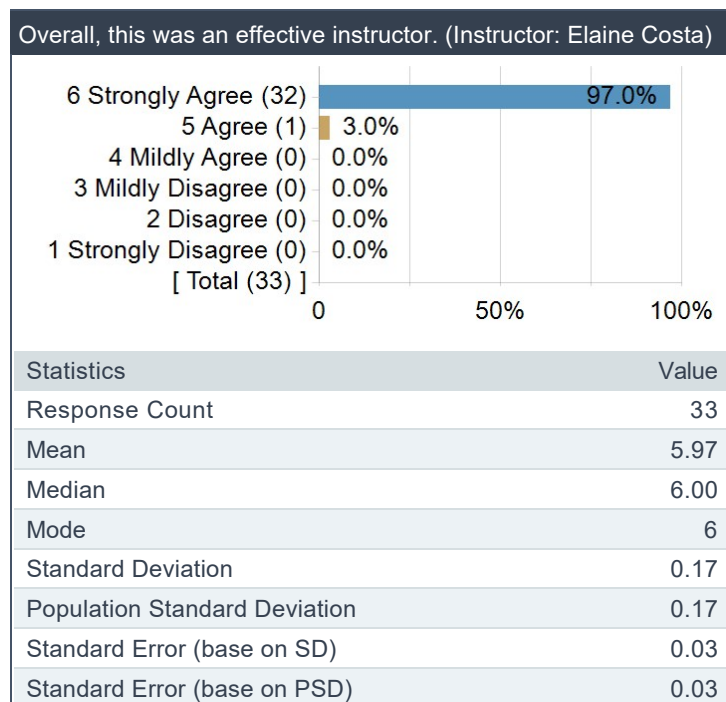 Overall, this was an effective instructor. (Instructor: Elaine Costa)
6 Strongly Agree (32) 97.0%
5 Agree (1) 3.0%
4 Mildly Agree (0) 0.0%
3 Mildly Disagree (0) 0.0%
2 Disagree (0) 0.0%
1 Strongly Disagree (0) 0.0%
[ Total (33) ]
0 50% 100%
Statistics Value
Response Count 33
Mean 5.97
Median 6.00
Mode 6
Standard Deviation 0.17
Population Standard Deviation 0.17
Standard Error (base on SD) 0.03
Standard Error (base on PSD) 0.03